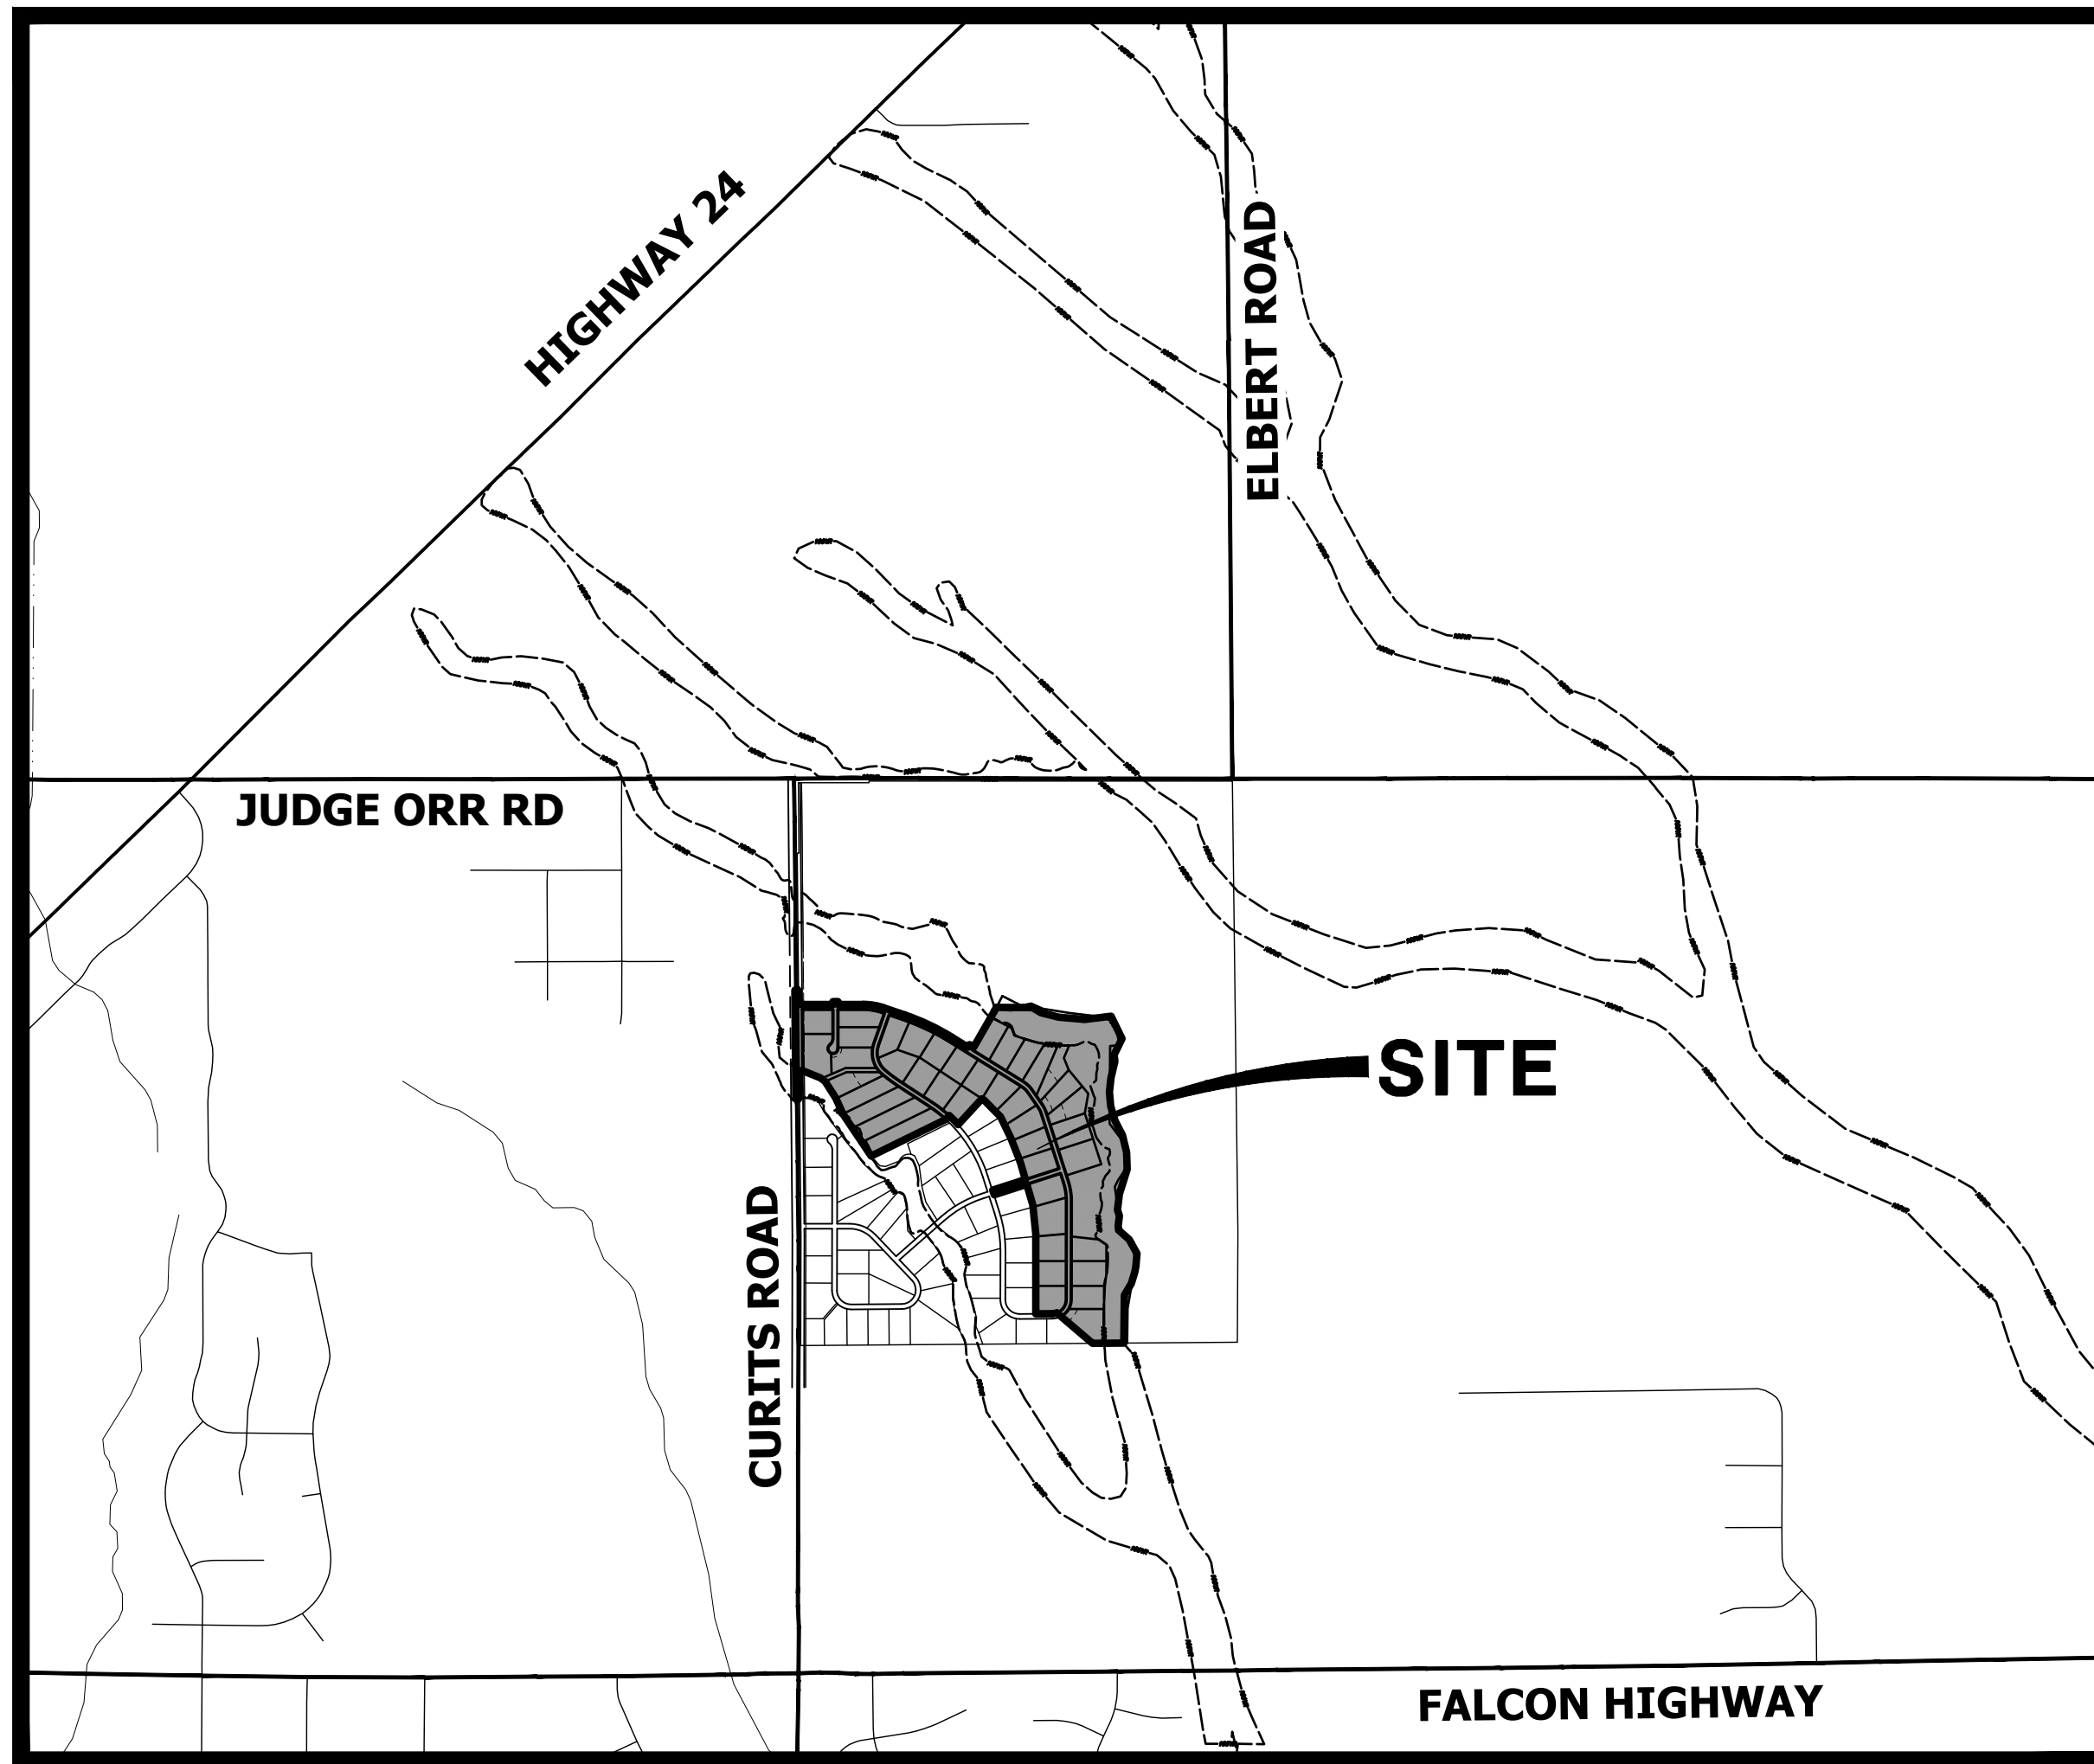 HIGHWAY 24
ELBERT ROAD
JUDGE ORR RD
SITE
CURITS ROAD
FALCON HIGHWAY